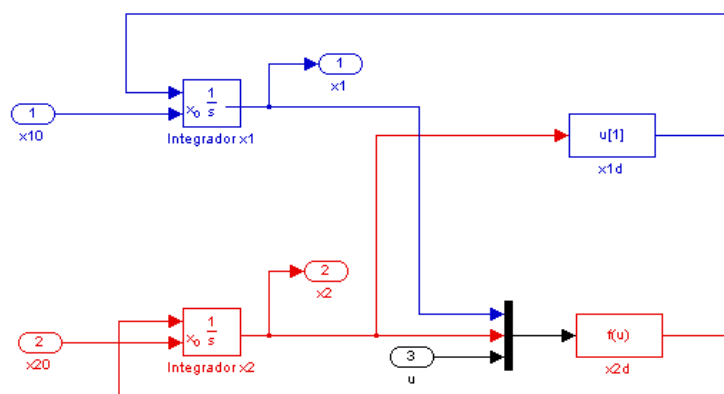 1
x1
1
x10
x₀ 1/s
Integrador x1
u[1]
x1d
2
x2
2
x20
x₀ 1/s
Integrador x2
3
u
f(u)
x2d